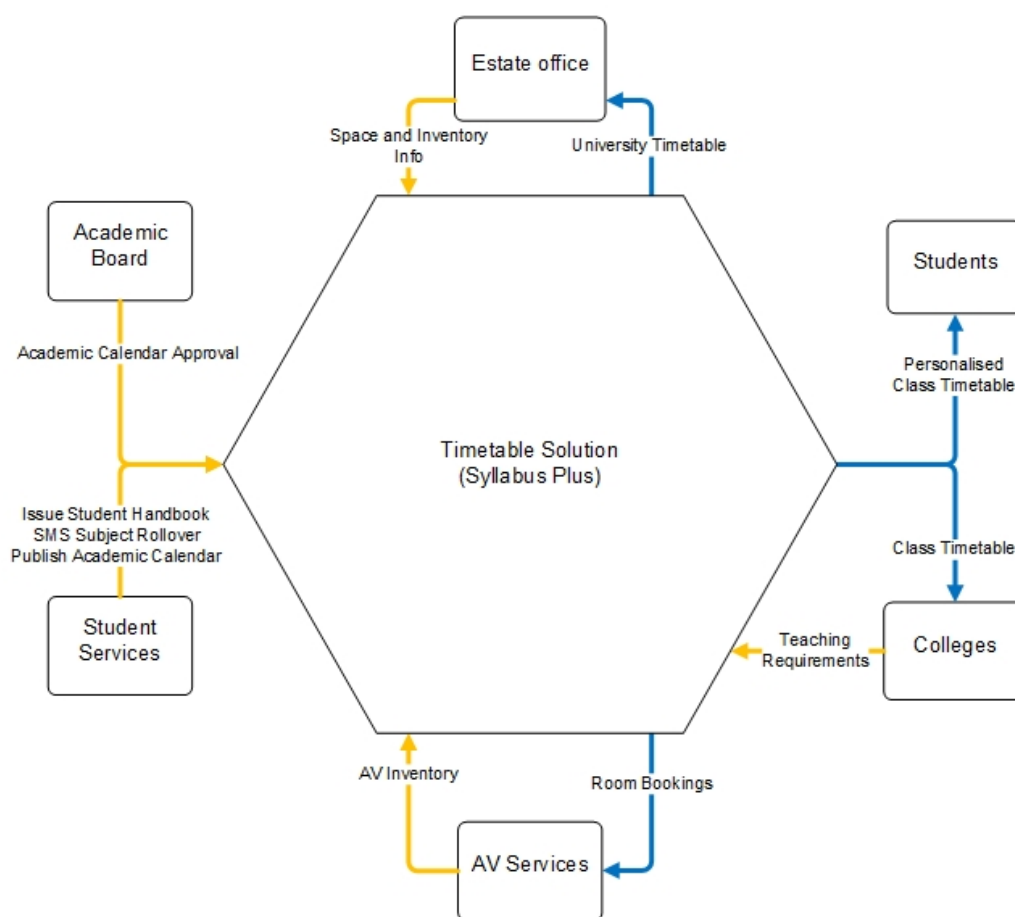 Estate office
Space and Inventory
Info
University Timetable
Academic
Board
Students
Academic Calendar Approval
Personalised
Class Timetable
Timetable Solution
(Syllabus Plus)
Issue Student Handbook
SMS Subject Rollover
Publish Academic Calendar
Class Timetable
Student
Services
Teaching
Requirements
Colleges
AV Inventory
Room Bookings
AV Services